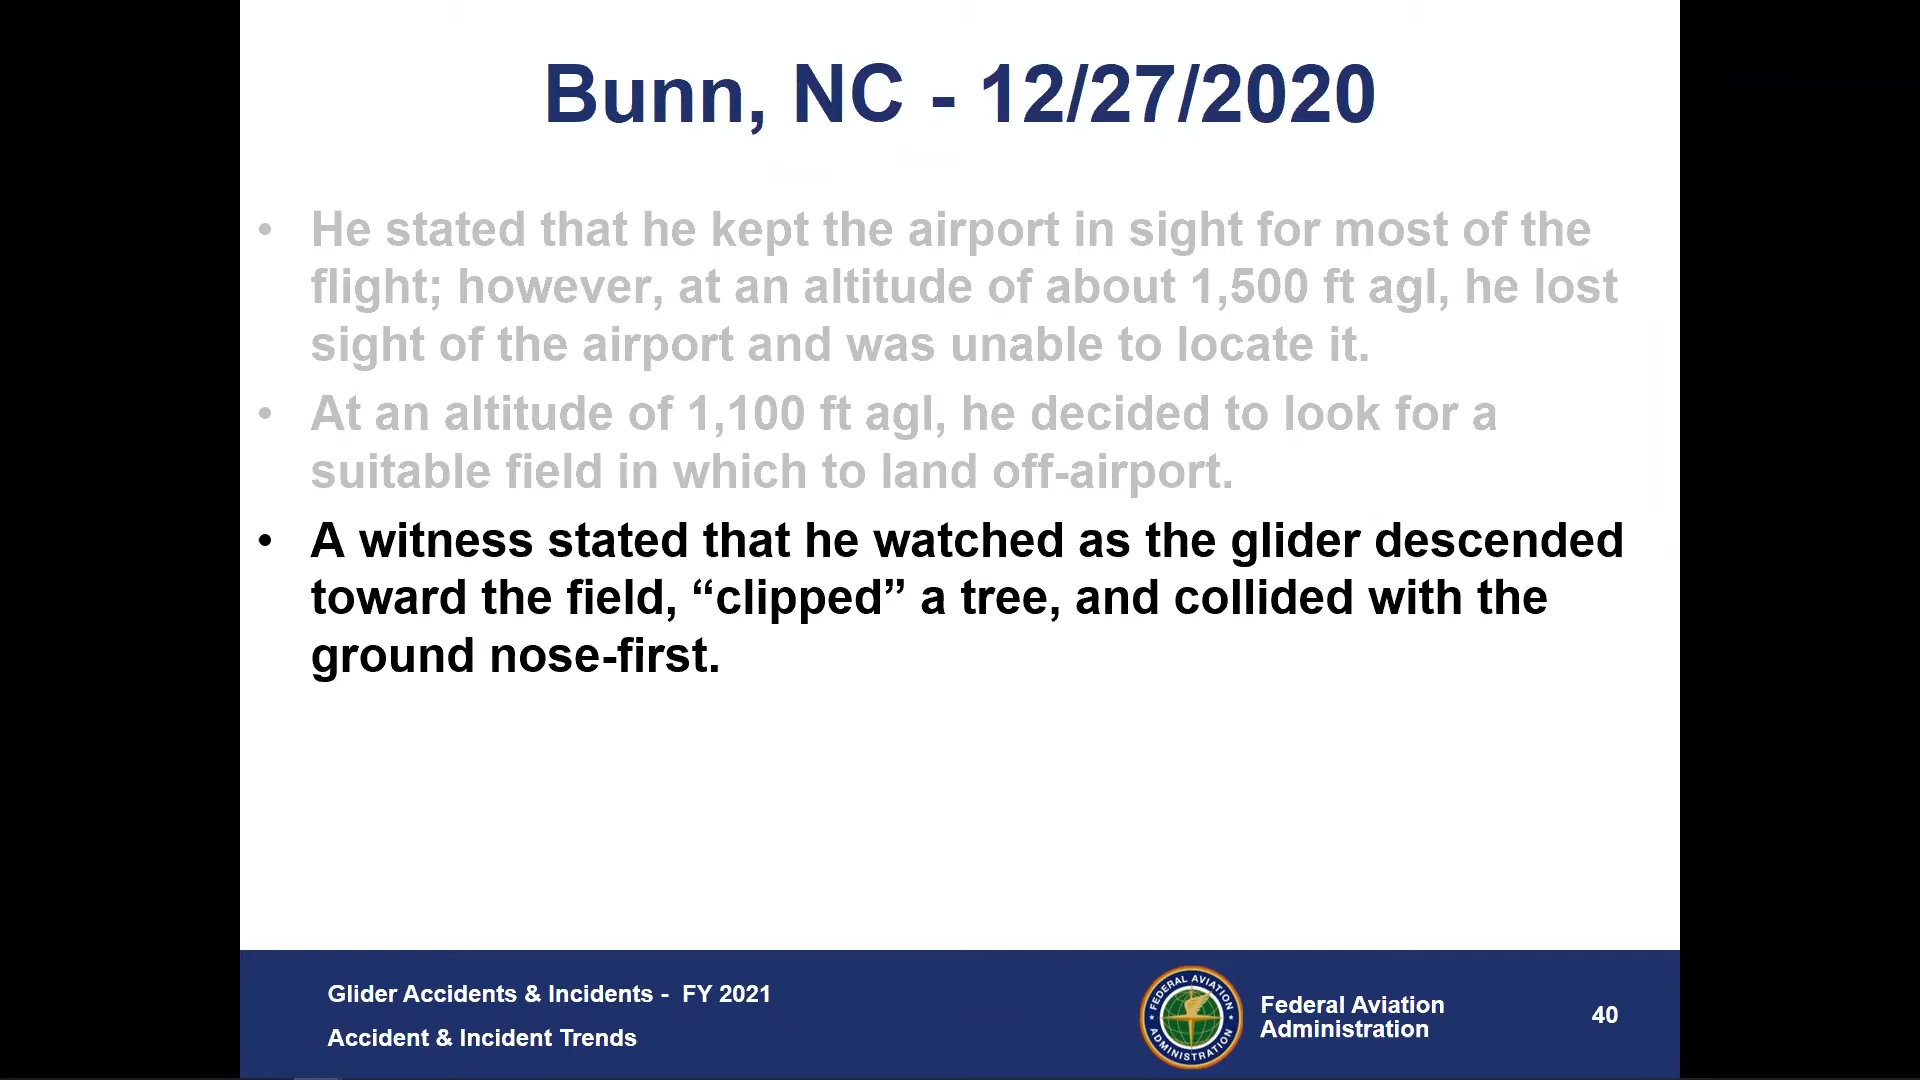 Bunn, NC - 12/27/2020
• He stated that he kept the airport in sight for most of the
flight; however, at an altitude of about 1,500 ft agl, he lost
sight of the airport and was unable to locate it.
• At an altitude of 1,100 ft agl, he decided to look for a
suitable field in which to land off-airport.
• A witness stated that he watched as the glider descended
toward the field, “clipped” a tree, and collided with the
ground nose-first.
Glider Accidents & Incidents - FY 2021
Accident & Incident Trends
FEDERAL AVIATION
ADMINISTRATION
Federal Aviation
Administration
40